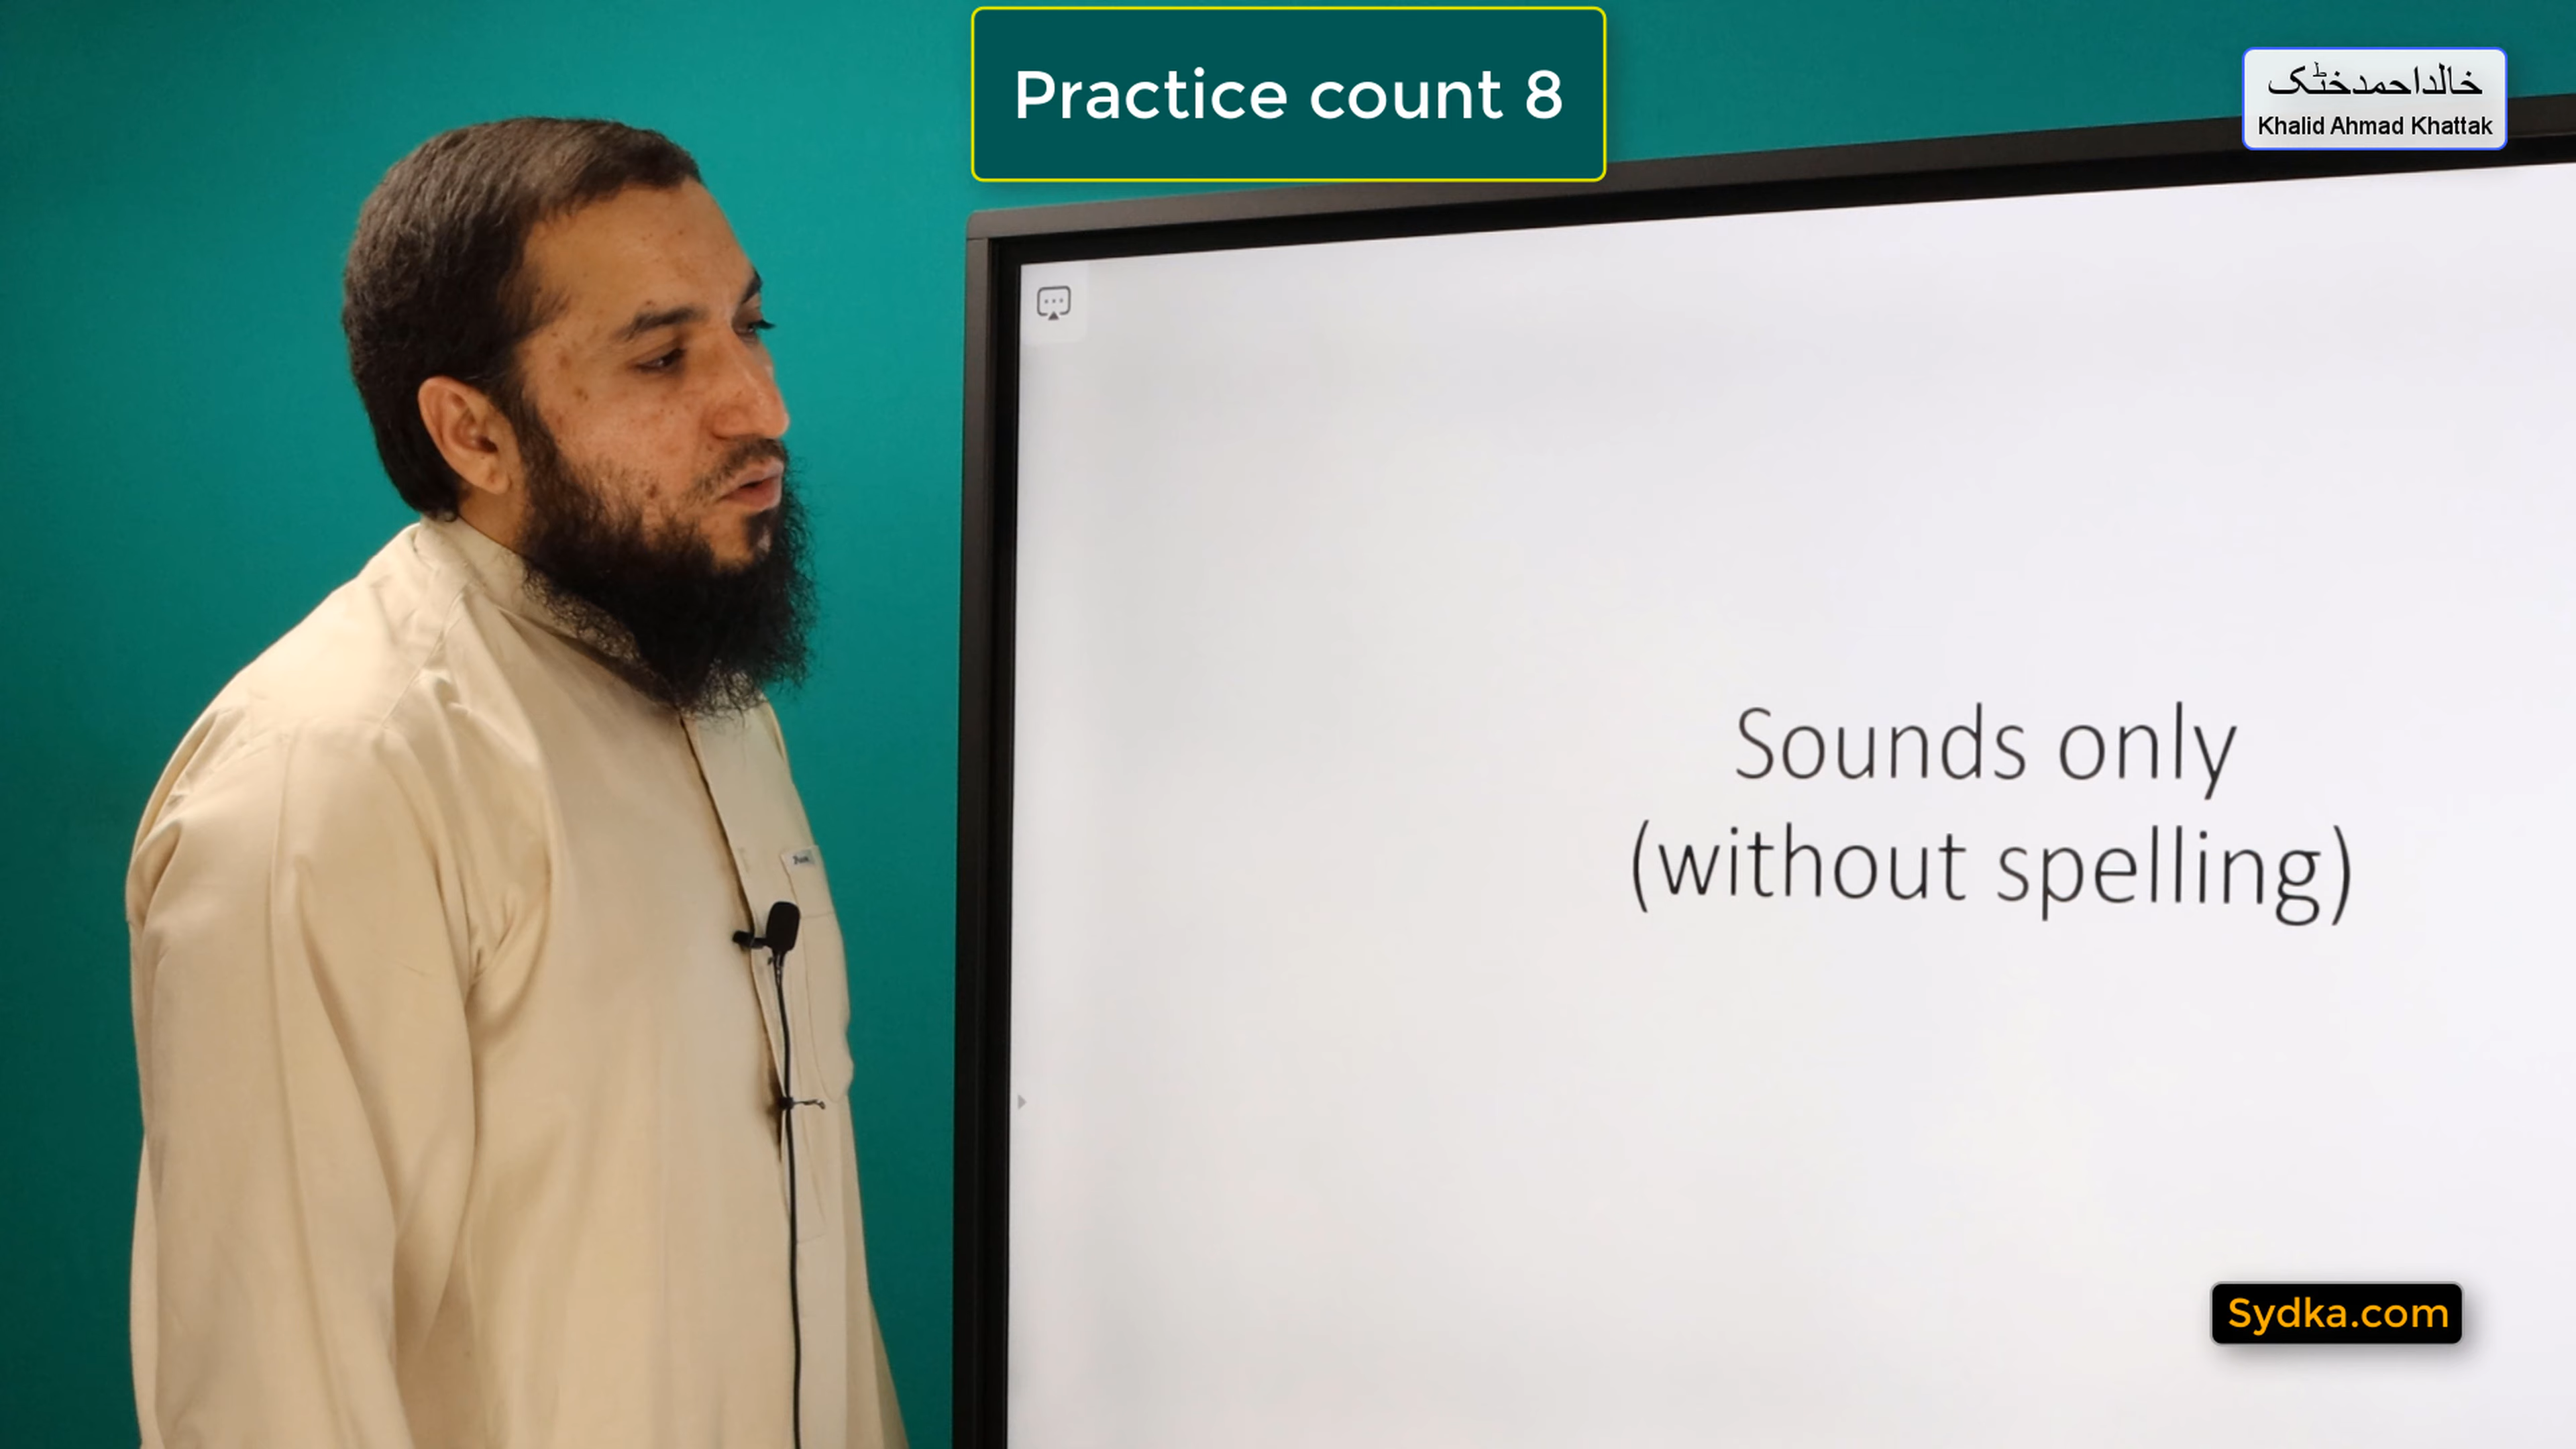 Practice count 8
خالداحمدخٹک
Khalid Ahmad Khattak
Sounds only
(without spelling)
Sydka.com